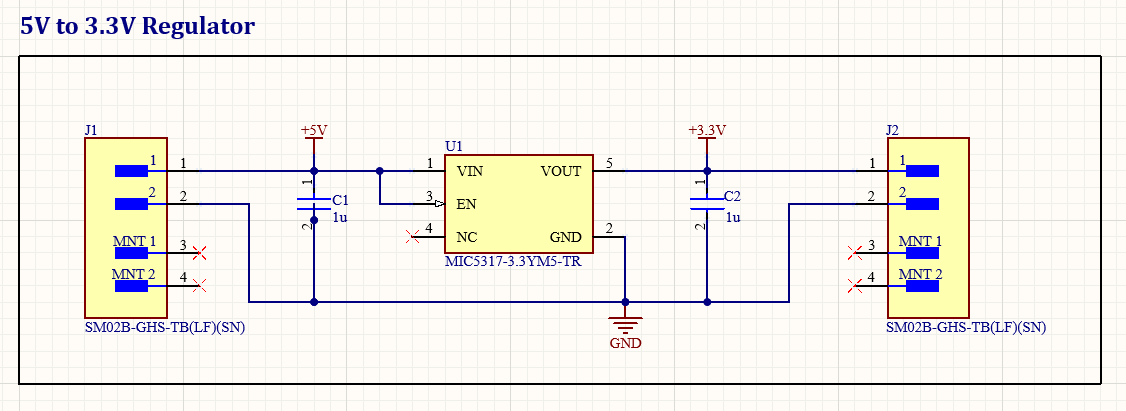 5V to 3.3V Regulator
J1
+5V
+3.3V
J2
U1
1 1
1 VIN VOUT 5
1 1
2 2
1
C1
1u
2
3 EN
1
C2
1u
2
2 2
4 NC GND 2
MNT 1 3
3 MNT 1
MNT 2 4
4 MNT 2
MIC5317-3.3YM5-TR
SM02B-GHS-TB(LF)(SN)
GND
SM02B-GHS-TB(LF)(SN)